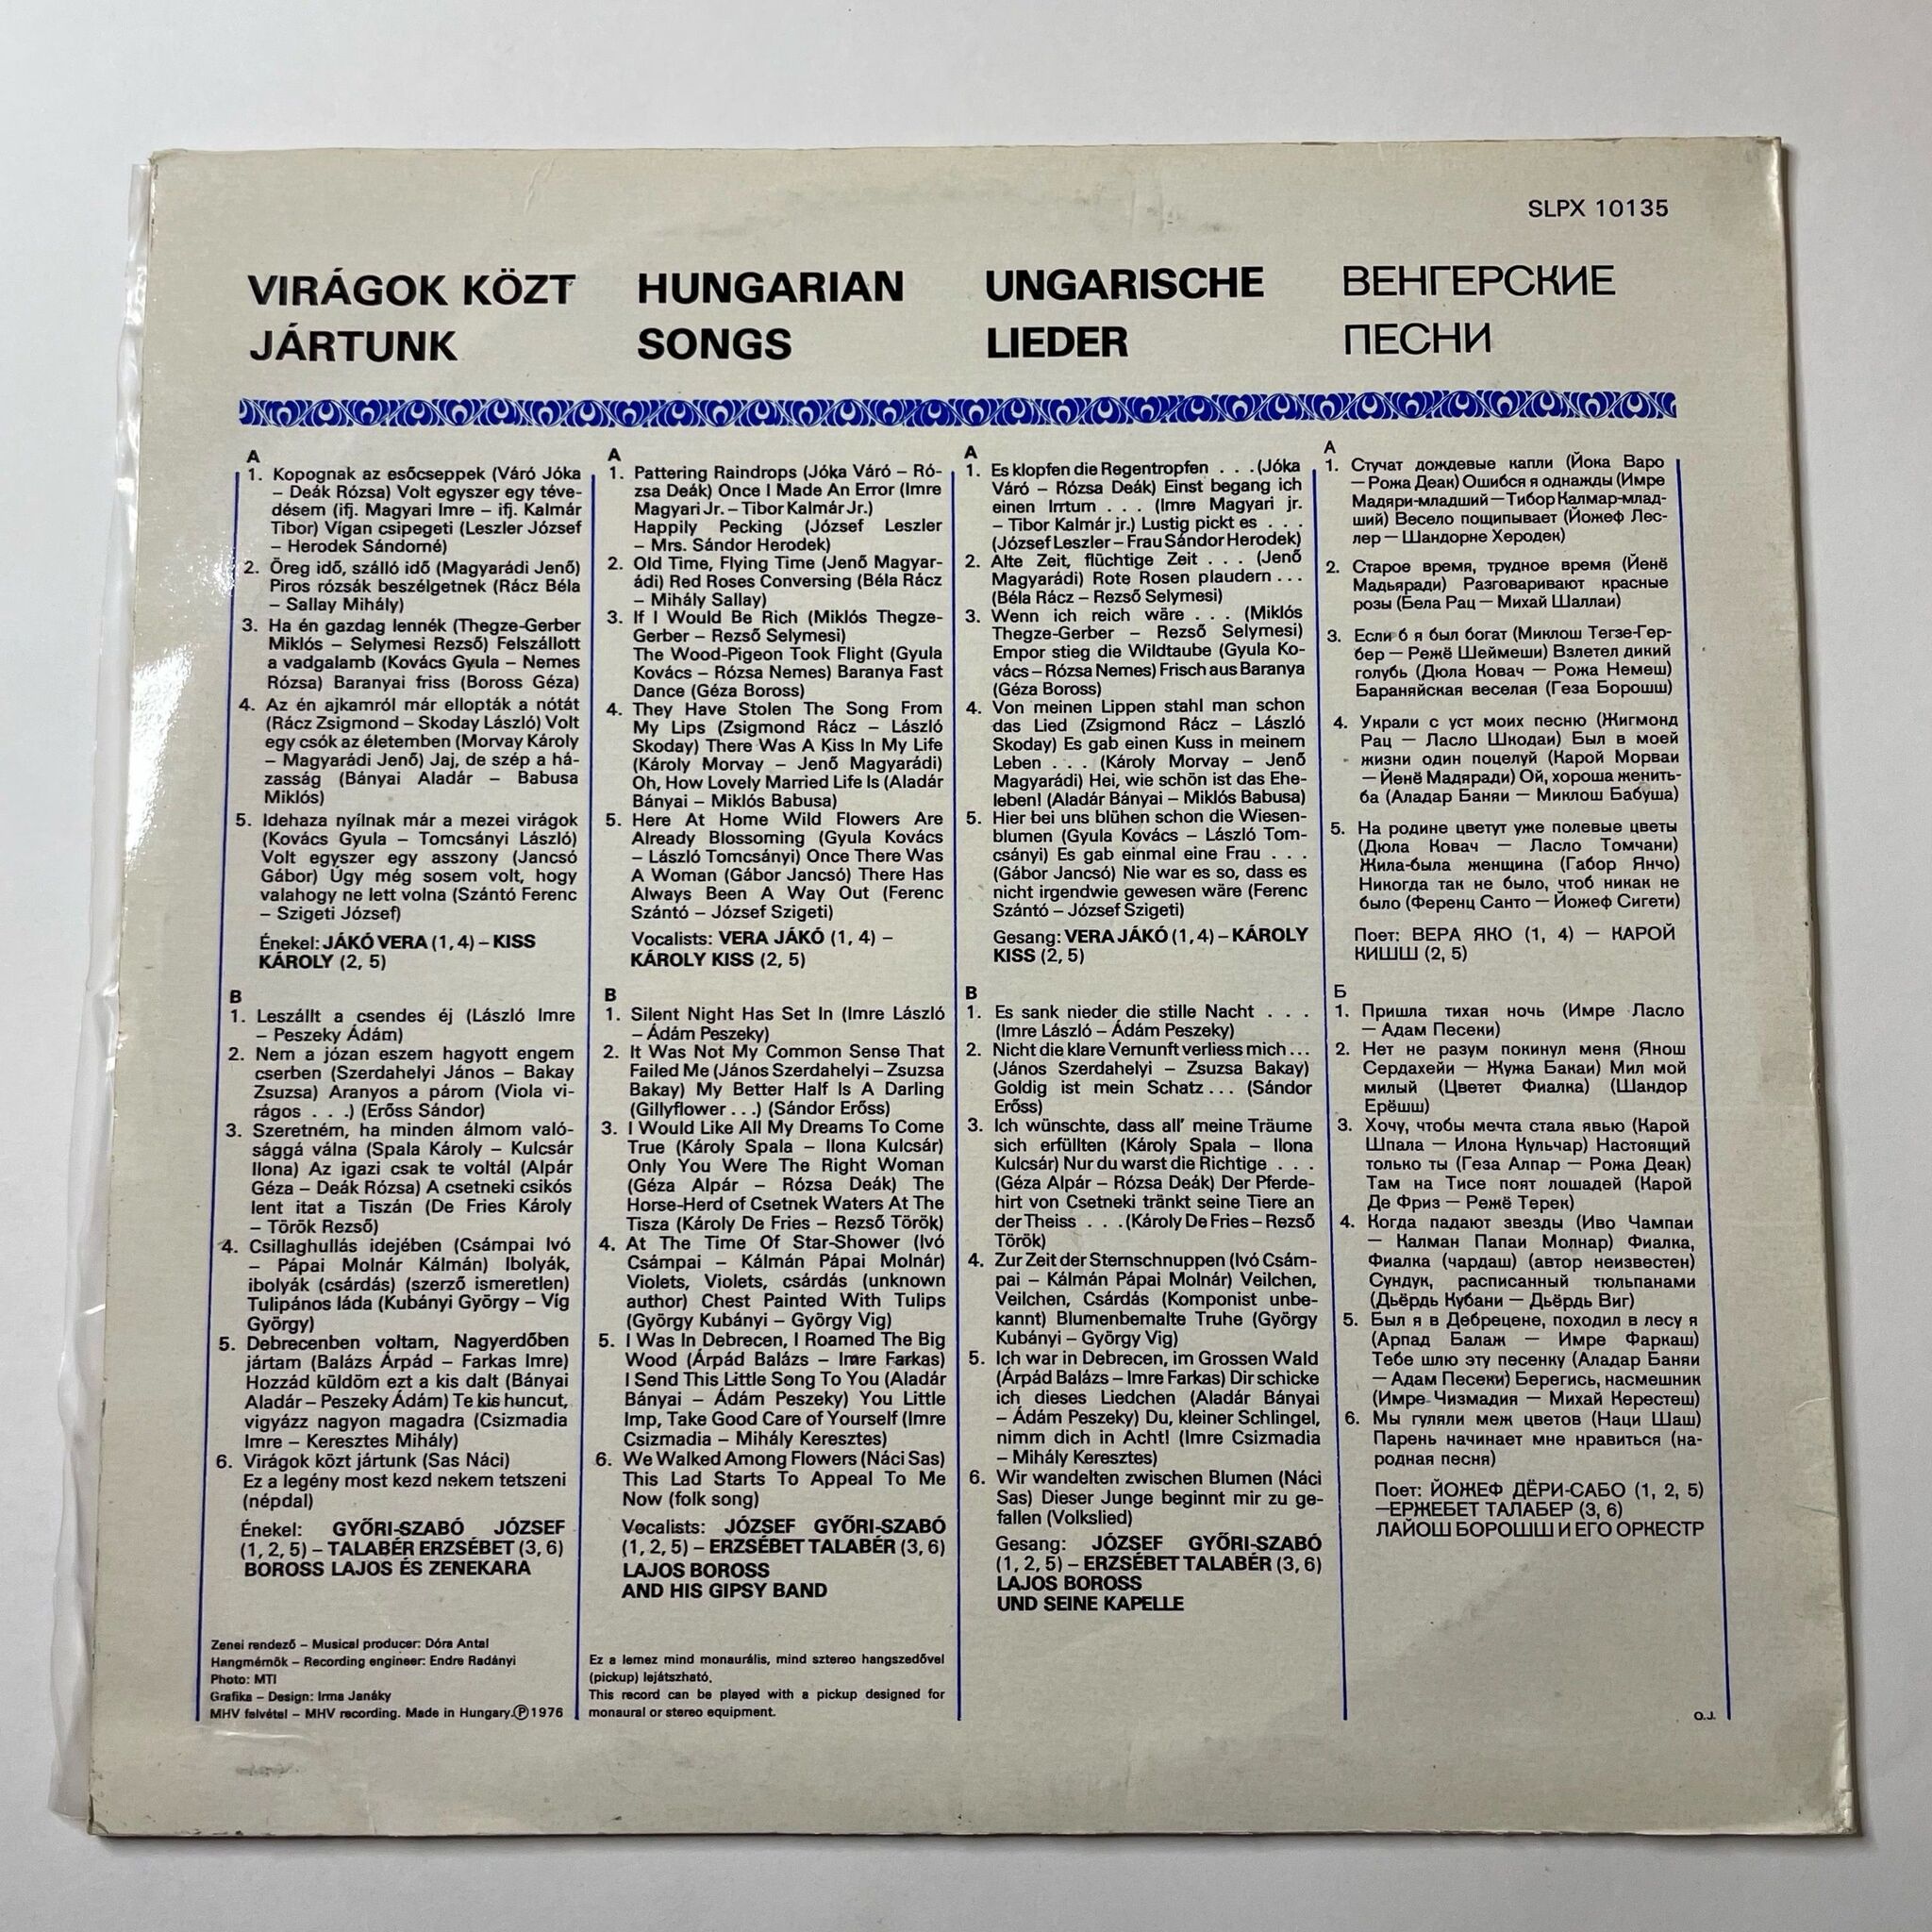 SLPX 10135
VIRÁGOK KÖZT
JÁRTUNK
HUNGARIAN
SONGS
UNGARISCHE
LIEDER
ВЕНГЕРСКИЕ
ПЕСНИ
A
1. Kopognak az esőcseppek (Váró Jóka
– Deák Rózsa) Volt egyszer egy téve-
désem (ifj. Magyari Imre – ifj. Kalmár
Tibor) Vígan csipegeti (Leszler József
– Herodek Sándorné)
2. Öreg idő, szálló idő (Magyarádi Jenő)
Piros rózsák beszélgetnek (Rácz Béla
– Sallay Mihály)
3. Ha én gazdag lennék (Thegze-Gerber
Miklós – Selymesi Rezső) Felszállott
a vadgalamb (Kovács Gyula – Nemes
Rózsa) Baranyai friss (Boross Géza)
4. Az én ajkamról már ellopták a nótát
(Rácz Zsigmond – Skoday László) Volt
egy csók az életemben (Morvay Károly
– Magyarádi Jenő) Jaj, de szép a há-
zasság (Bányai Aladár – Babusa
Miklós)
5. Idehaza nyílnak már a mezei virágok
(Kovács Gyula – Tomcsányi László)
Volt egyszer egy asszony (Jancsó
Gábor) Úgy még sosem volt, hogy
valahogy ne lett volna (Szántó Ferenc
– Szigeti József)
Énekel: JÁKÓ VERA (1, 4) – KISS
KÁROLY (2, 5)
B
1. Leszállt a csendes éj (László Imre
– Peszeky Ádám)
2. Nem a józan eszem hagyott engem
cserben (Szerdahelyi János – Bakay
Zsuzsa) Aranyos a párom (Viola vi-
rágos . . .) (Erőss Sándor)
3. Szeretném, ha minden álmom való-
sággá válna (Spala Károly – Kulcsár
Ilona) Az igazi csak te voltál (Alpár
Géza – Deák Rózsa) A csetneki csikós
lent itat a Tiszán (De Fries Károly
– Török Rezső)
4. Csillaghullás idejében (Csámpai Ivó
– Pápai Molnár Kálmán) Ibolyák,
ibolyák (csárdás) (szerző ismeretlen)
Tulipános láda (Kubányi György – Víg
György)
5. Debrecenben voltam, Nagyerdőben
jártam (Balázs Árpád – Farkas Imre)
Hozzád küldöm ezt a kis dalt (Bányai
Aladár – Peszeky Ádám) Te kis huncut,
vigyázz nagyon magadra (Csizmadia
Imre – Keresztes Mihály)
6. Virágok közt jártunk (Sas Náci)
Ez a legény most kezd nekem tetszeni
(népdal)
Énekel: GYŐRI-SZABÓ JÓZSEF
(1, 2, 5) – TALABÉR ERZSÉBET (3, 6)
BOROSS LAJOS ÉS ZENEKARA
Zenei rendező – Musical producer: Dóra Antal
Hangmérnök – Recording engineer: Endre Radányi
Photo: MTI
Grafika – Design: Irma Janáky
MHV felvétel – MHV recording. Made in Hungary. Ⓟ 1976
A
1. Pattering Raindrops (Jóka Váró – Ró-
zsa Deák) Once I Made An Error (Imre
Magyari Jr. – Tibor Kalmár Jr.)
Happily Pecking (József Leszler
– Mrs. Sándor Herodek)
2. Old Time, Flying Time (Jenő Magyar-
ádi) Red Roses Conversing (Béla Rácz
– Mihály Sallay)
3. If I Would Be Rich (Miklós Thegze-
Gerber – Rezső Selymesi)
The Wood-Pigeon Took Flight (Gyula
Kovács – Rózsa Nemes) Baranya Fast
Dance (Géza Boross)
4. They Have Stolen The Song From
My Lips (Zsigmond Rácz – László
Skoday) There Was A Kiss In My Life
(Károly Morvay – Jenő Magyarádi)
Oh, How Lovely Married Life Is (Aladár
Bányai – Miklós Babusa)
5. Here At Home Wild Flowers Are
Already Blossoming (Gyula Kovács
– László Tomcsányi) Once There Was
A Woman (Gábor Jancsó) There Has
Always Been A Way Out (Ferenc
Szántó – József Szigeti)
Vocalists: VERA JÁKÓ (1, 4) –
KÁROLY KISS (2, 5)
B
1. Silent Night Has Set In (Imre László
– Ádám Peszeky)
2. It Was Not My Common Sense That
Failed Me (János Szerdahelyi – Zsuzsa
Bakay) My Better Half Is A Darling
(Gillyflower . . .) (Sándor Erőss)
3. I Would Like All My Dreams To Come
True (Károly Spala – Ilona Kulcsár)
Only You Were The Right Woman
(Géza Alpár – Rózsa Deák) The
Horse-Herd of Csetnek Waters At The
Tisza (Károly De Fries – Rezső Török)
4. At The Time Of Star-Shower (Ivó
Csámpai – Kálmán Pápai Molnár)
Violets, Violets, csárdás (unknown
author) Chest Painted With Tulips
(György Kubányi – György Vig)
5. I Was In Debrecen, I Roamed The Big
Wood (Árpád Balázs – Imre Farkas)
I Send This Little Song To You (Aladár
Bányai – Ádám Peszeky) You Little
Imp, Take Good Care of Yourself (Imre
Csizmadia – Mihály Keresztes)
6. We Walked Among Flowers (Náci Sas)
This Lad Starts To Appeal To Me
Now (folk song)
Vocalists: JÓZSEF GYŐRI-SZABÓ
(1, 2, 5) – ERZSÉBET TALABÉR (3, 6)
LAJOS BOROSS
AND HIS GIPSY BAND
Ez a lemez mind monaurális, mind sztereo hangszedővel
(pickup) lejátszható.
This record can be played with a pickup designed for
monaural or stereo equipment.
A
1. Es klopfen die Regentropfen . . . (Jóka
Váró – Rózsa Deák) Einst begang ich
einen Irrtum . . . (Imre Magyari jr.
– Tibor Kalmár jr.) Lustig pickt es . . .
(József Leszler – Frau Sándor Herodek)
2. Alte Zeit, flüchtige Zeit . . . (Jenő
Magyarádi) Rote Rosen plaudern . . .
(Béla Rácz – Rezső Selymesi)
3. Wenn ich reich wäre . . . (Miklós
Thegze-Gerber – Rezső Selymesi)
Empor stieg die Wildtaube (Gyula Ko-
vács – Rózsa Nemes) Frisch aus Baranya
(Géza Boross)
4. Von meinen Lippen stahl man schon
das Lied (Zsigmond Rácz – László
Skoday) Es gab einen Kuss in meinem
Leben . . . (Károly Morvay – Jenő
Magyarádi) Hei, wie schön ist das Ehe-
leben! (Aladár Bányai – Miklós Babusa)
5. Hier bei uns blühen schon die Wiesen-
blumen (Gyula Kovács – László Tom-
csányi) Es gab einmal eine Frau . . .
(Gábor Jancsó) Nie war es so, dass es
nicht irgendwie gewesen wäre (Ferenc
Szántó – József Szigeti)
Gesang: VERA JÁKÓ (1, 4) – KÁROLY
KISS (2, 5)
B
1. Es sank nieder die stille Nacht . . .
(Imre László – Ádám Peszeky)
2. Nicht die klare Vernunft verliess mich . . .
(János Szerdahelyi – Zsuzsa Bakay)
Goldig ist mein Schatz . . . (Sándor
Erőss)
3. Ich wünschte, dass all' meine Träume
sich erfüllten (Károly Spala – Ilona
Kulcsár) Nur du warst die Richtige . . .
(Géza Alpár – Rózsa Deák) Der Pferde-
hirt von Csetneki tränkt seine Tiere an
der Theiss . . . (Károly De Fries – Rezső
Török)
4. Zur Zeit der Sternschnuppen (Ivó Csám-
pai – Kálmán Pápai Molnár) Veilchen,
Veilchen, Csárdás (Komponist unbe-
kannt) Blumenbemalte Truhe (György
Kubányi – György Vig)
5. Ich war in Debrecen, im Grossen Wald
(Árpád Balázs – Imre Farkas) Dir schicke
ich dieses Liedchen (Aladár Bányai
– Ádám Peszeky) Du, kleiner Schlingel,
nimm dich in Acht! (Imre Csizmadia
– Mihály Keresztes)
6. Wir wandelten zwischen Blumen (Náci
Sas) Dieser Junge beginnt mir zu ge-
fallen (Volkslied)
Gesang: JÓZSEF GYŐRI-SZABÓ
(1, 2, 5) – ERZSÉBET TALABÉR (3, 6)
LAJOS BOROSS
UND SEINE KAPELLE
А
1. Стучат дождевые капли (Йока Варо
— Рожа Деак) Ошибся я однажды (Имре
Мадяри-младший — Тибор Калмар-млад-
ший) Весело пощипывает (Йожеф Лес-
лер — Шандорне Херодек)
2. Старое время, трудное время (Йенё
Мадьяради) Разговаривают красные
розы (Бела Рац — Михай Шаллаи)
3. Если б я был богат (Миклош Тегзе-Гер-
бер — Режё Шеймеши) Взлетел дикий
голубь (Дюла Ковач — Рожа Немеш)
Бараняйская веселая (Геза Борошш)
4. Украли с уст моих песню (Жигмонд
Рац — Ласло Шкодаи) Был в моей
жизни один поцелуй (Карой Морваи
— Йенё Мадяради) Ой, хороша женить-
ба (Аладар Баняи — Миклош Бабуша)
5. На родине цветут уже полевые цветы
(Дюла Ковач — Ласло Томчани)
Жила-была женщина (Габор Янчо)
Никогда так не было, чтоб никак не
было (Ференц Санто — Йожеф Сигети)
Поет: ВЕРА ЯКО (1, 4) — КАРОЙ
КИШШ (2, 5)
Б
1. Пришла тихая ночь (Имре Ласло
— Адам Песеки)
2. Нет не разум покинул меня (Янош
Сердахейи — Жужа Бакаи) Мил мой
милый (Цветет Фиалка) (Шандор
Ерёшш)
3. Хочу, чтобы мечта стала явью (Карой
Шпала — Илона Кульчар) Настоящий
только ты (Геза Алпар — Рожа Деак)
Там на Тисе поят лошадей (Карой
Де Фриз — Режё Терек)
4. Когда падают звезды (Иво Чампаи
— Калман Папаи Молнар) Фиалка,
Фиалка (чардаш) (автор неизвестен)
Сундук, расписанный тюльпанами
(Дьёрдь Кубани — Дьёрдь Виг)
5. Был я в Дебрецене, походил в лесу я
(Арпад Балаж — Имре Фаркаш)
Тебе шлю эту песенку (Аладар Баняи
— Адам Песеки) Берегись, насмешник
(Имре Чизмадия — Михай Керестеш)
6. Мы гуляли меж цветов (Наци Шаш)
Парень начинает мне нравиться (на-
родная песня)
Поет: ЙОЖЕФ ДЁРИ-САБО (1, 2, 5)
—ЕРЖЕБЕТ ТАЛАБЕР (3, 6)
ЛАЙОШ БОРОШШ И ЕГО ОРКЕСТР
O.J.